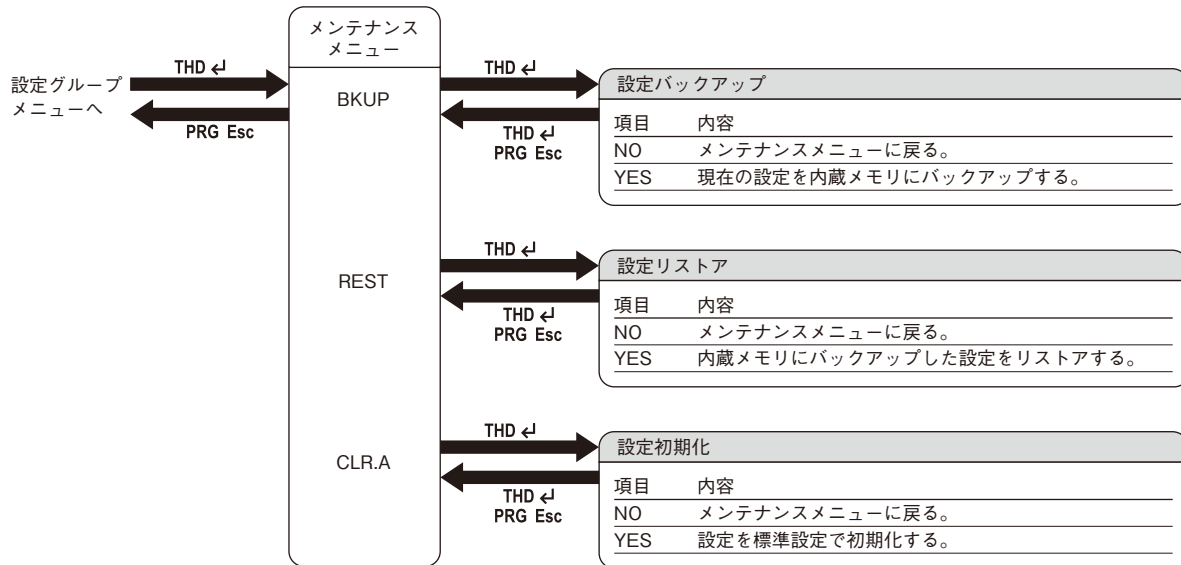 メンテナンス
メニュー
設定グループ
メニューへ
THD ↵
PRG Esc
BKUP
THD ↵
THD ↵
PRG Esc
設定バックアップ
項目 内容
NO メンテナンスメニューに戻る。
YES 現在の設定を内蔵メモリにバックアップする。
REST
THD ↵
THD ↵
PRG Esc
設定リストア
項目 内容
NO メンテナンスメニューに戻る。
YES 内蔵メモリにバックアップした設定をリストアする。
CLR.A
THD ↵
THD ↵
PRG Esc
設定初期化
項目 内容
NO メンテナンスメニューに戻る。
YES 設定を標準設定で初期化する。